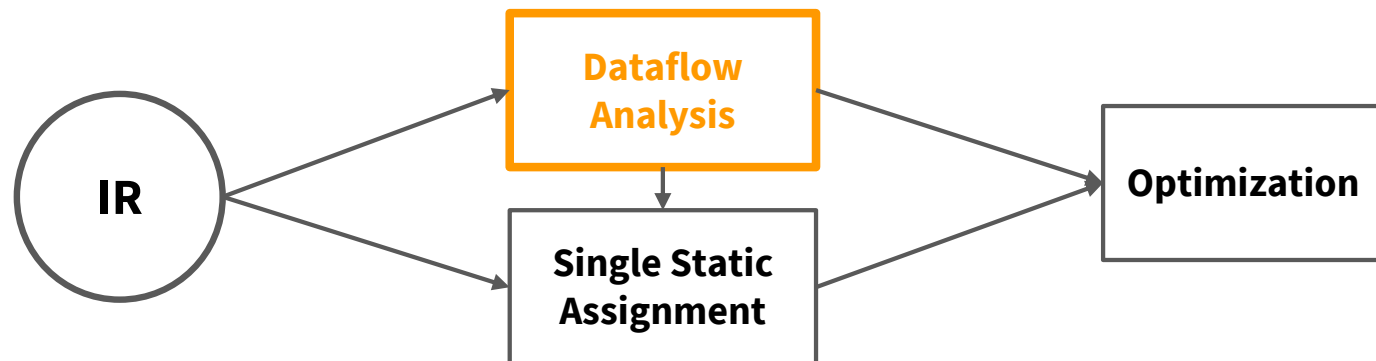 IR
Dataflow
Analysis
Single Static
Assignment
Optimization